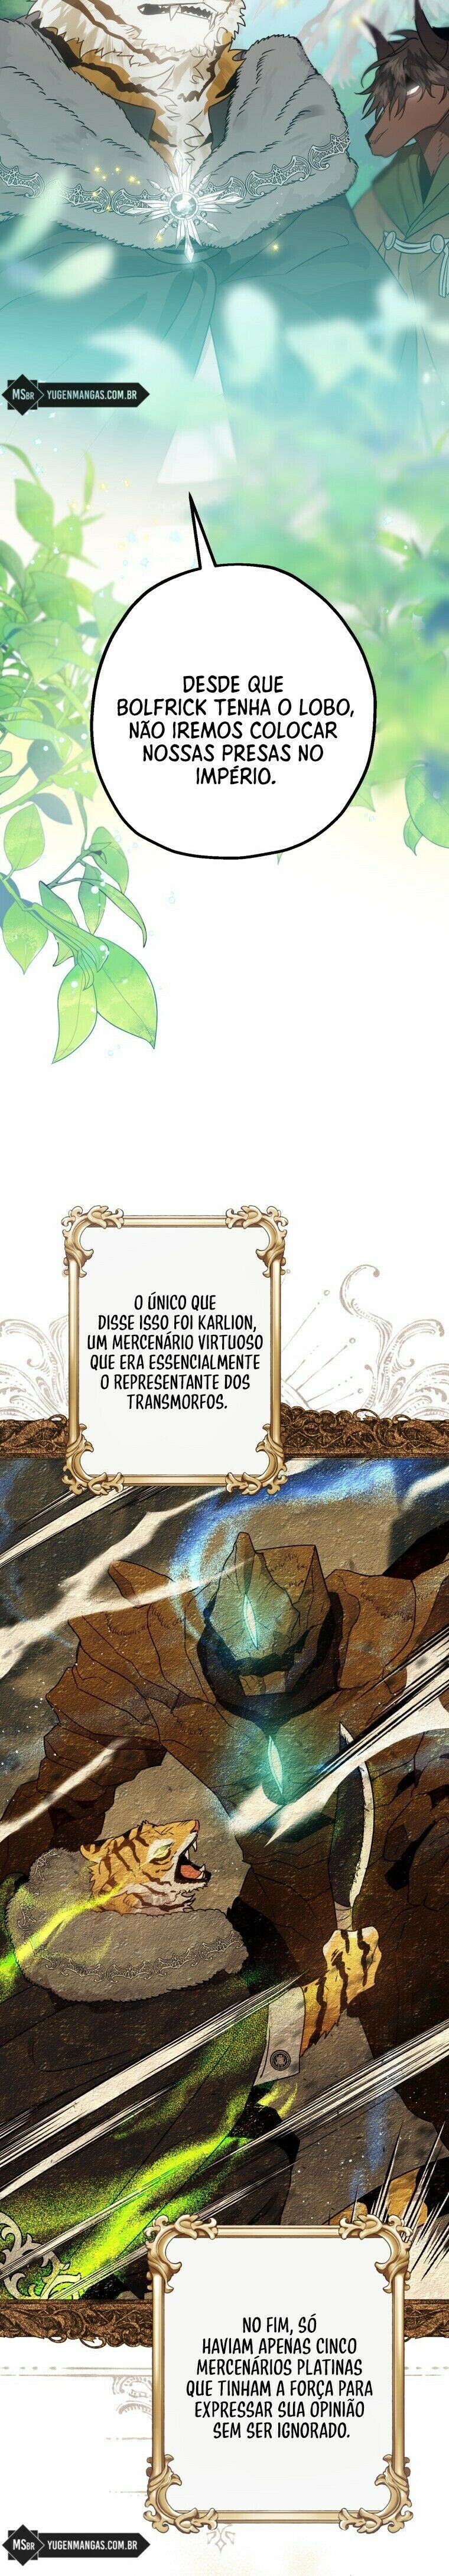 MSBR YUGENMANGAS.COM.BR
DESDE QUE
BOLFRICK TENHA O LOBO,
NÃO IREMOS COLOCAR
NOSSAS PRESAS NO
IMPÉRIO.
O ÚNICO QUE
DISSE ISSO FOI KARLION,
UM MERCENÁRIO VIRTUOSO
QUE ERA ESSENCIALMENTE
O REPRESENTANTE DOS
TRANSMORFOS.
NO FIM, SÓ
HAVIAM APENAS CINCO
MERCENÁRIOS PLATINAS
QUE TINHAM A FORÇA PARA
EXPRESSAR SUA OPINIÃO
SEM SER IGNORADO.
MSBR YUGENMANGAS.COM.BR